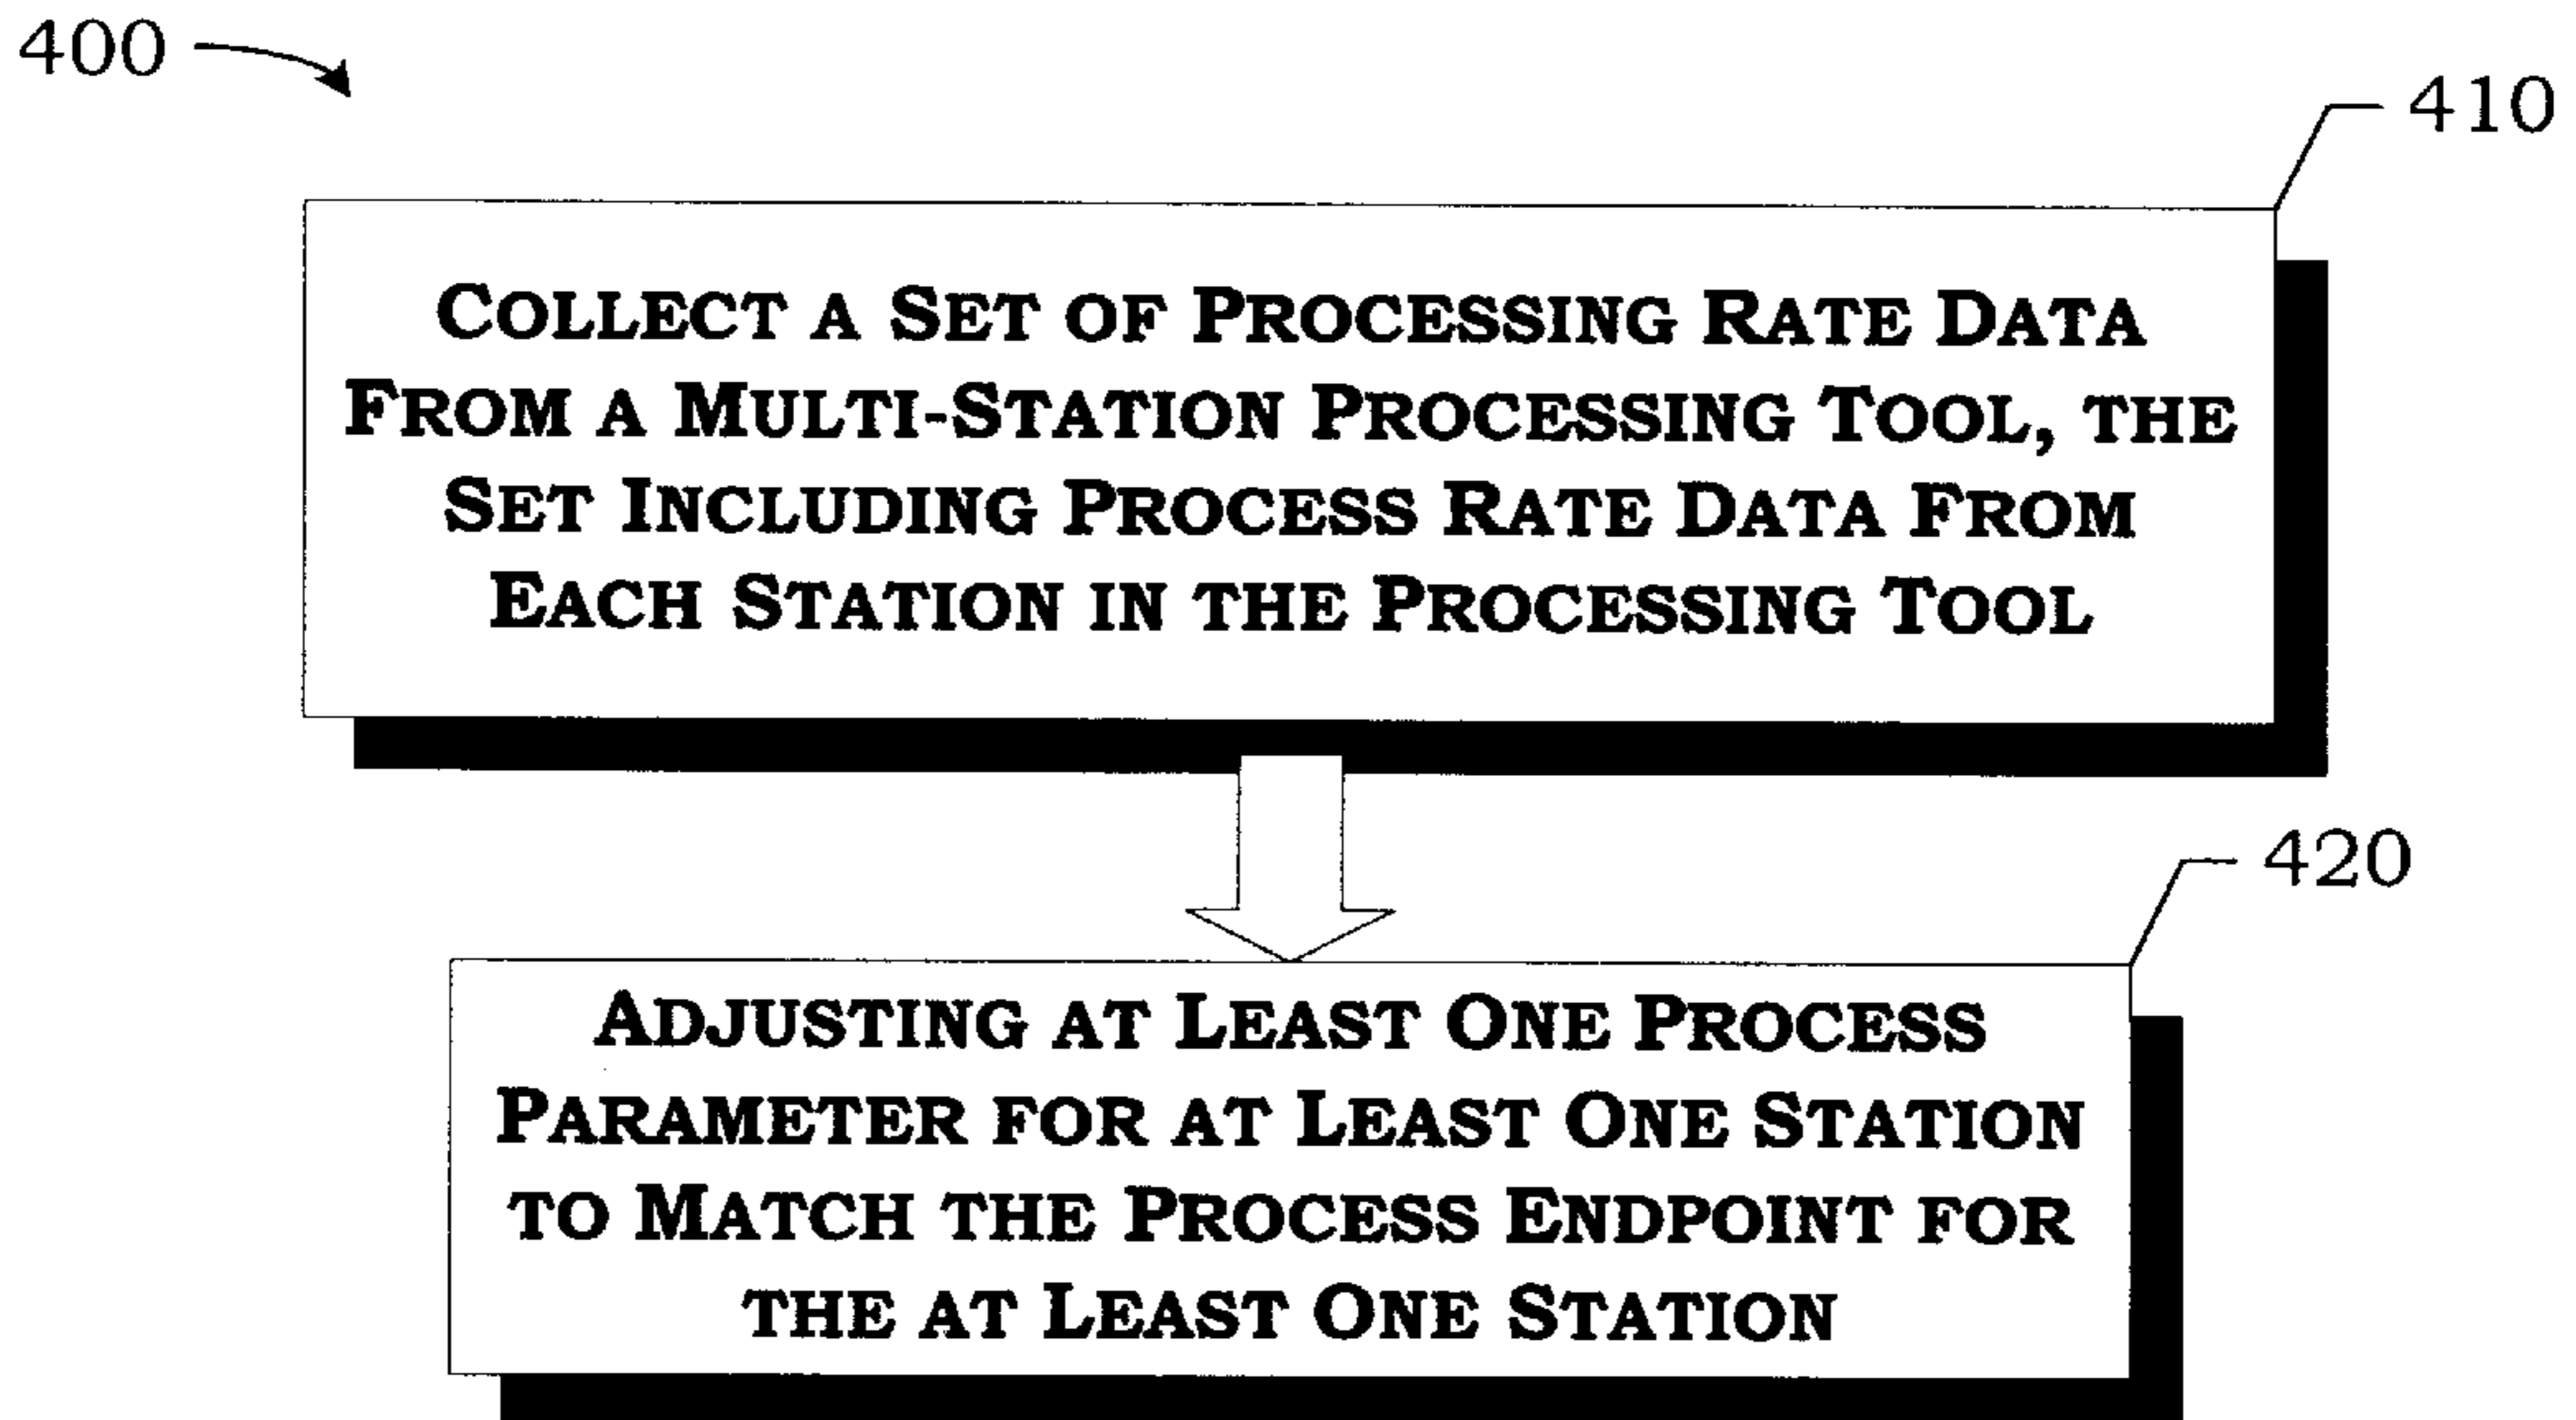 400
410
COLLECT A SET OF PROCESSING RATE DATA
FROM A MULTI-STATION PROCESSING TOOL, THE
SET INCLUDING PROCESS RATE DATA FROM
EACH STATION IN THE PROCESSING TOOL
420
ADJUSTING AT LEAST ONE PROCESS
PARAMETER FOR AT LEAST ONE STATION
TO MATCH THE PROCESS ENDPOINT FOR
THE AT LEAST ONE STATION